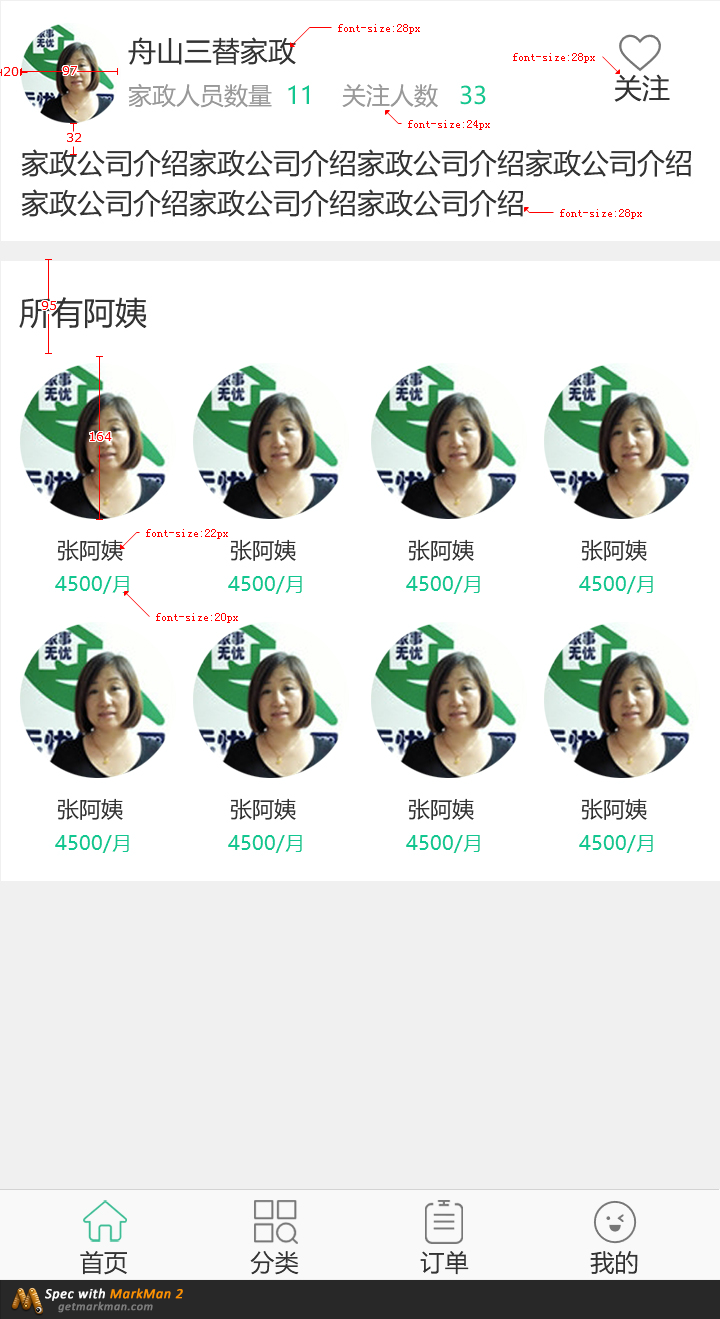 舟山三替家政
font-size:28px
font-size:28px
关注
20
97
家政人员数量 11 关注人数 33
font-size:24px
32
家政公司介绍家政公司介绍家政公司介绍家政公司介绍
家政公司介绍家政公司介绍家政公司介绍
font-size:28px
95
所有阿姨
164
font-size:22px
张阿姨 张阿姨 张阿姨 张阿姨
4500/月 4500/月 4500/月 4500/月
font-size:20px
张阿姨 张阿姨 张阿姨 张阿姨
4500/月 4500/月 4500/月 4500/月
首页 分类 订单 我的
Spec with MarkMan 2
getmarkman.com